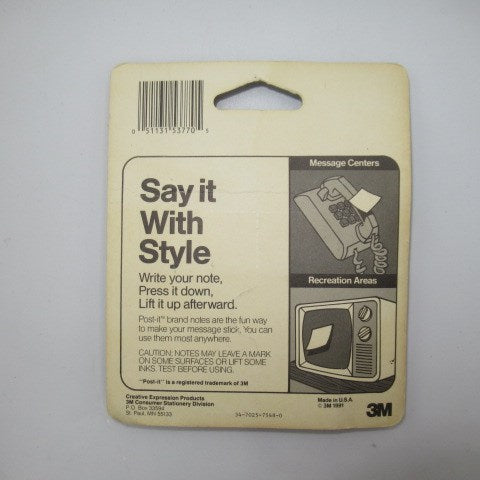 0 51131 53770 5
Message Centers
Say it
With
Style
Write your note,
Press it down,
Lift it up afterward.
Post-it™ brand notes are the fun way
to make your message stick. You can
use them most anywhere.
CAUTION: NOTES MAY LEAVE A MARK
ON SOME SURFACES OR LIFT SOME
INKS. TEST BEFORE USING.
"Post-it" is a registered trademark of 3M
Recreation Areas
Creative Expression Products
3M Consumer Stationery Division
P.O. Box 33594
St. Paul, MN 55133
34-7025-7568-0
Made in U.S.A.
© 3M 1991
3M